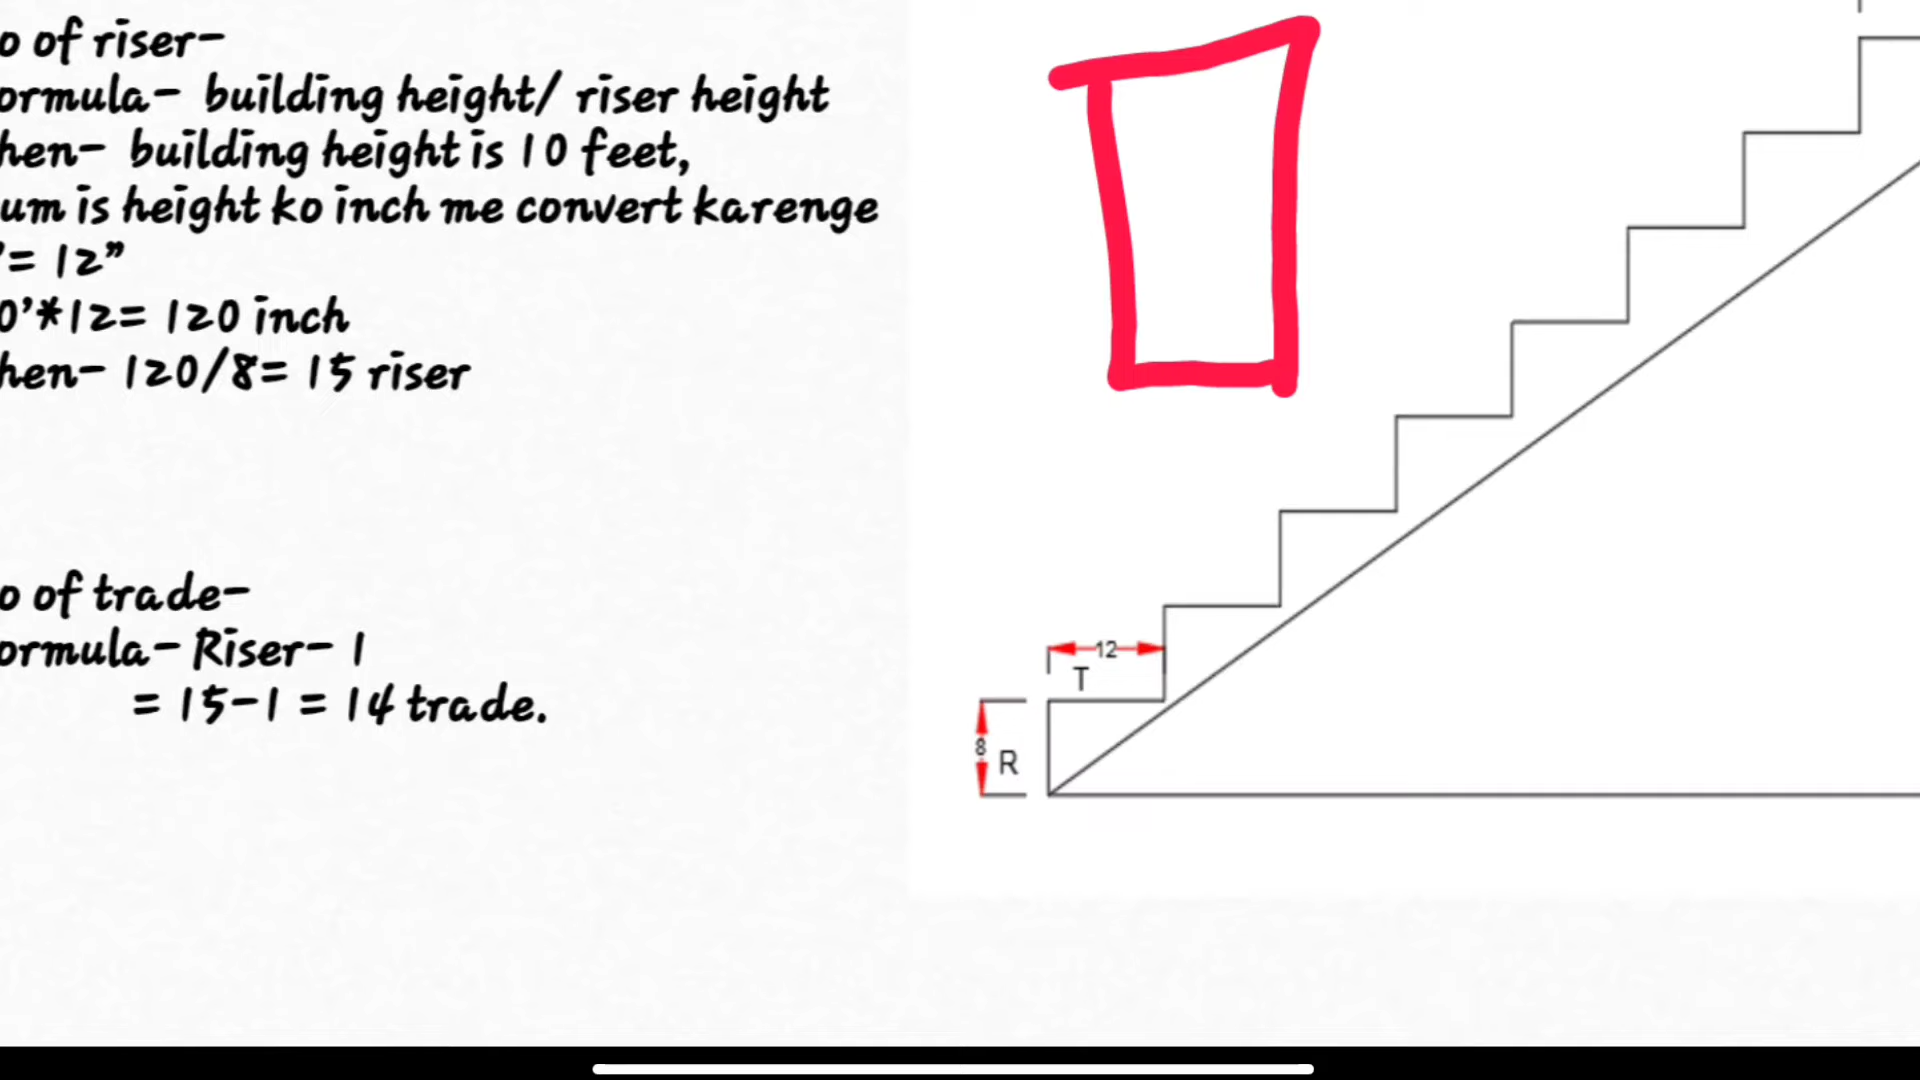 o of riser-
ormula- building height/ riser height
hen- building height is 10 feet,
um is height ko inch me convert karenge
'= 12”
0’*12= 120 inch
hen- 120/8= 15 riser
o of trade-
ormula- Riser- 1
= 15-1 = 14 trade.
12
T
8
R